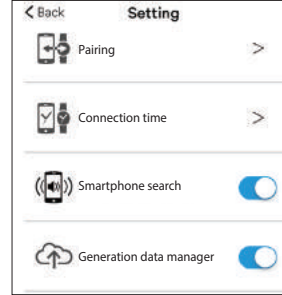 < Back Setting
Pairing >
Connection time >
Smartphone search
Generation data manager